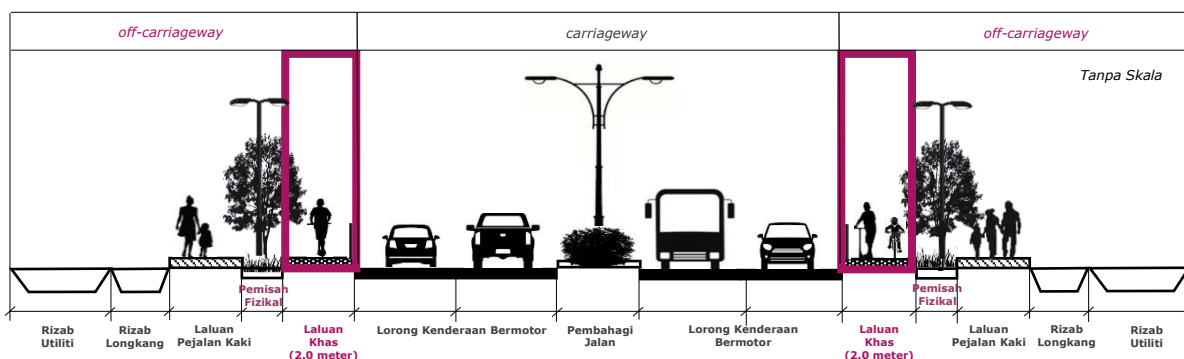 off-carriageway
carriageway
off-carriageway
Tanpa Skala
Pemisah
Fizikal
Pemisah
Fizikal
Rizab
Utiliti
Rizab
Longkang
Laluan
Pejalan Kaki
Laluan
Khas
(2.0 meter)
Lorong Kenderaan Bermotor
Pembahagi
Jalan
Lorong Kenderaan
Bermotor
Laluan
Khas
(2.0 meter)
Laluan
Pejalan Kaki
Rizab
Longkang
Rizab
Utiliti